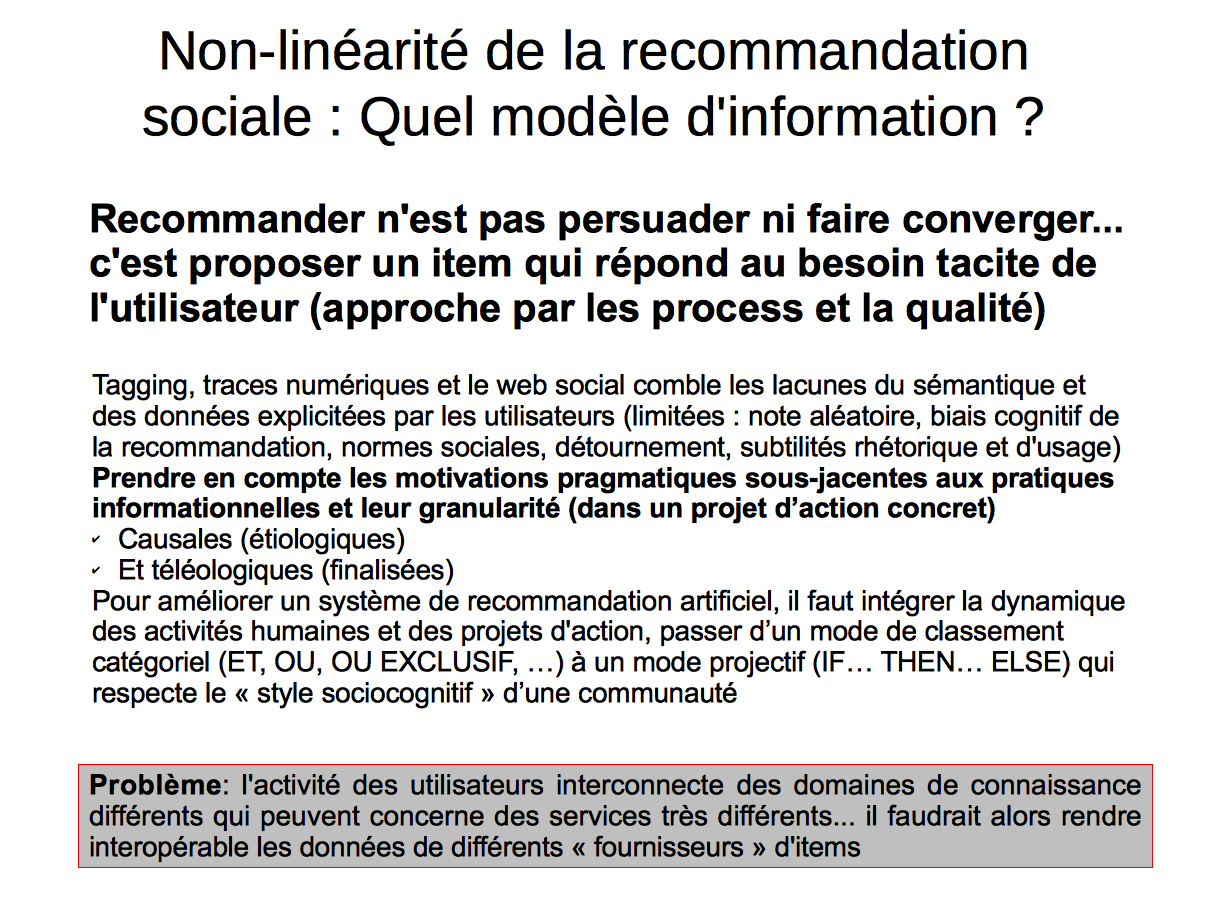 Non-linéarité de la recommandation
sociale : Quel modèle d'information ?
Recommander n'est pas persuader ni faire converger...
c'est proposer un item qui répond au besoin tacite de
l'utilisateur (approche par les process et la qualité)
Tagging, traces numériques et le web social comble les lacunes du sémantique et
des données explicitées par les utilisateurs (limitées : note aléatoire, biais cognitif de
la recommandation, normes sociales, détournement, subtilités rhétorique et d'usage)
Prendre en compte les motivations pragmatiques sous-jacentes aux pratiques
informationnelles et leur granularité (dans un projet d’action concret)
✓ Causales (étiologiques)
✓ Et téléologiques (finalisées)
Pour améliorer un système de recommandation artificiel, il faut intégrer la dynamique
des activités humaines et des projets d'action, passer d’un mode de classement
catégoriel (ET, OU, OU EXCLUSIF, …) à un mode projectif (IF… THEN… ELSE) qui
respecte le « style sociocognitif » d’une communauté
Problème: l'activité des utilisateurs interconnecte des domaines de connaissance
différents qui peuvent concerne des services très différents... il faudrait alors rendre
interopérable les données de différents « fournisseurs » d'items